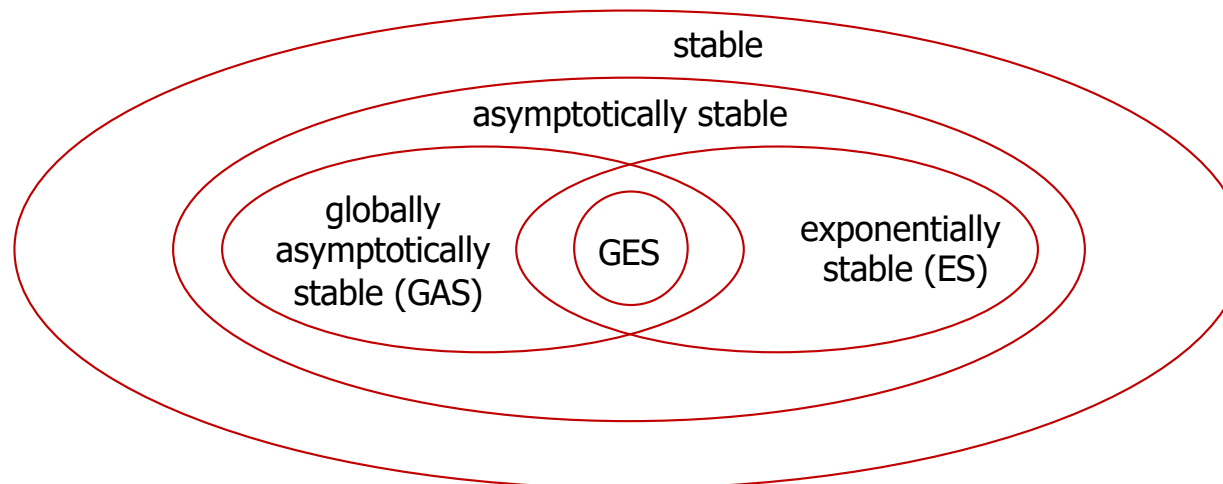 stable
asymptotically stable
globally
asymptotically
stable (GAS)
GES
exponentially
stable (ES)